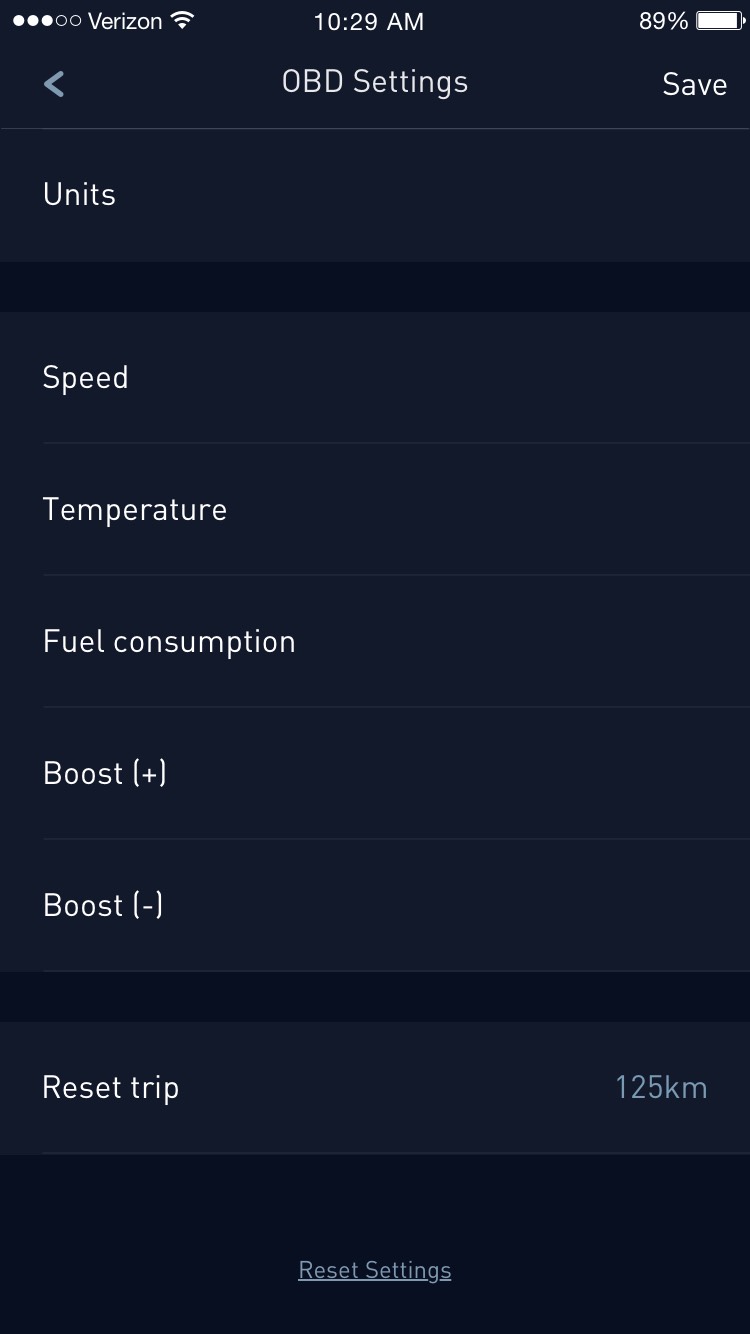 Verizon 10:29 AM 89%
< OBD Settings Save
Units
Speed
Temperature
Fuel consumption
Boost (+)
Boost (-)
Reset trip 125km
Reset Settings